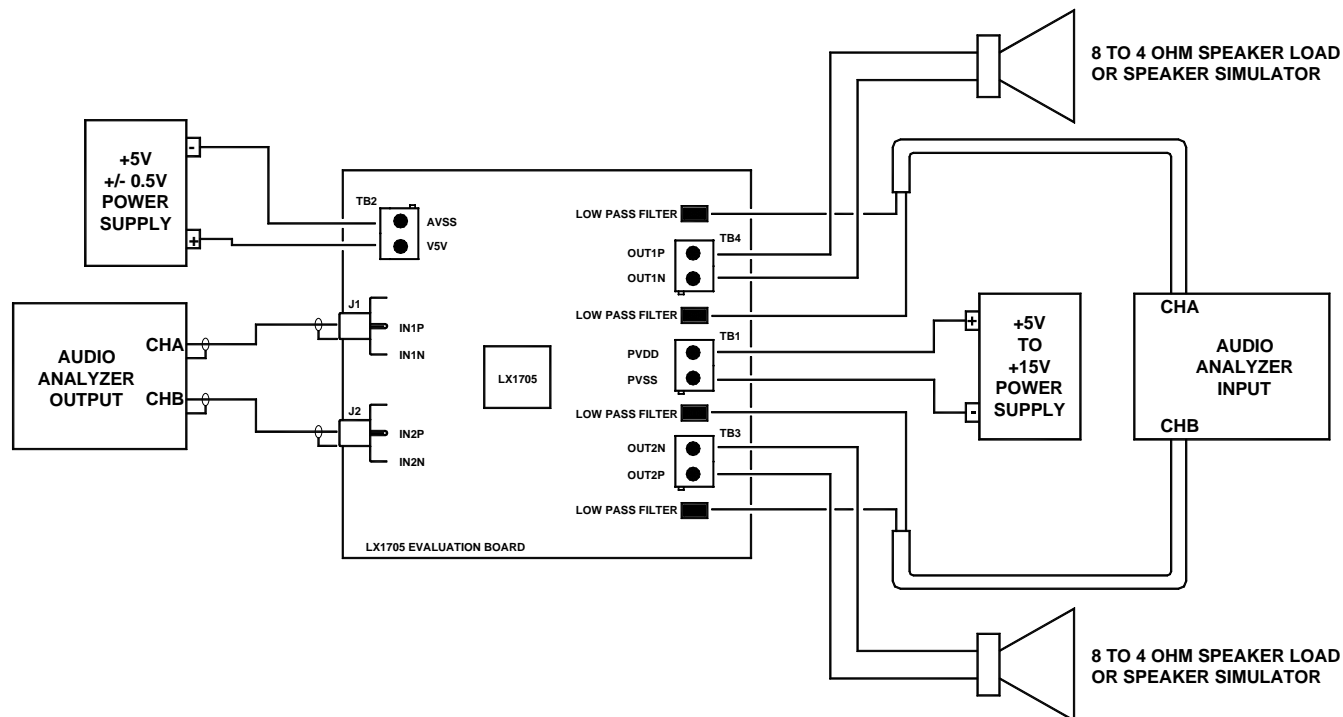 8 TO 4 OHM SPEAKER LOAD
OR SPEAKER SIMULATOR
+5V
+/- 0.5V
POWER
SUPPLY
-
+
TB2
AVSS
V5V
LOW PASS FILTER
TB4
OUT1P
OUT1N
LOW PASS FILTER
AUDIO
ANALYZER
OUTPUT
CHA
CHB
J1
IN1P
IN1N
J2
IN2P
IN2N
LX1705
TB1
PVDD
PVSS
LOW PASS FILTER
TB3
OUT2N
OUT2P
LOW PASS FILTER
LX1705 EVALUATION BOARD
+
-
+5V
TO
+15V
POWER
SUPPLY
CHA
AUDIO
ANALYZER
INPUT
CHB
8 TO 4 OHM SPEAKER LOAD
OR SPEAKER SIMULATOR